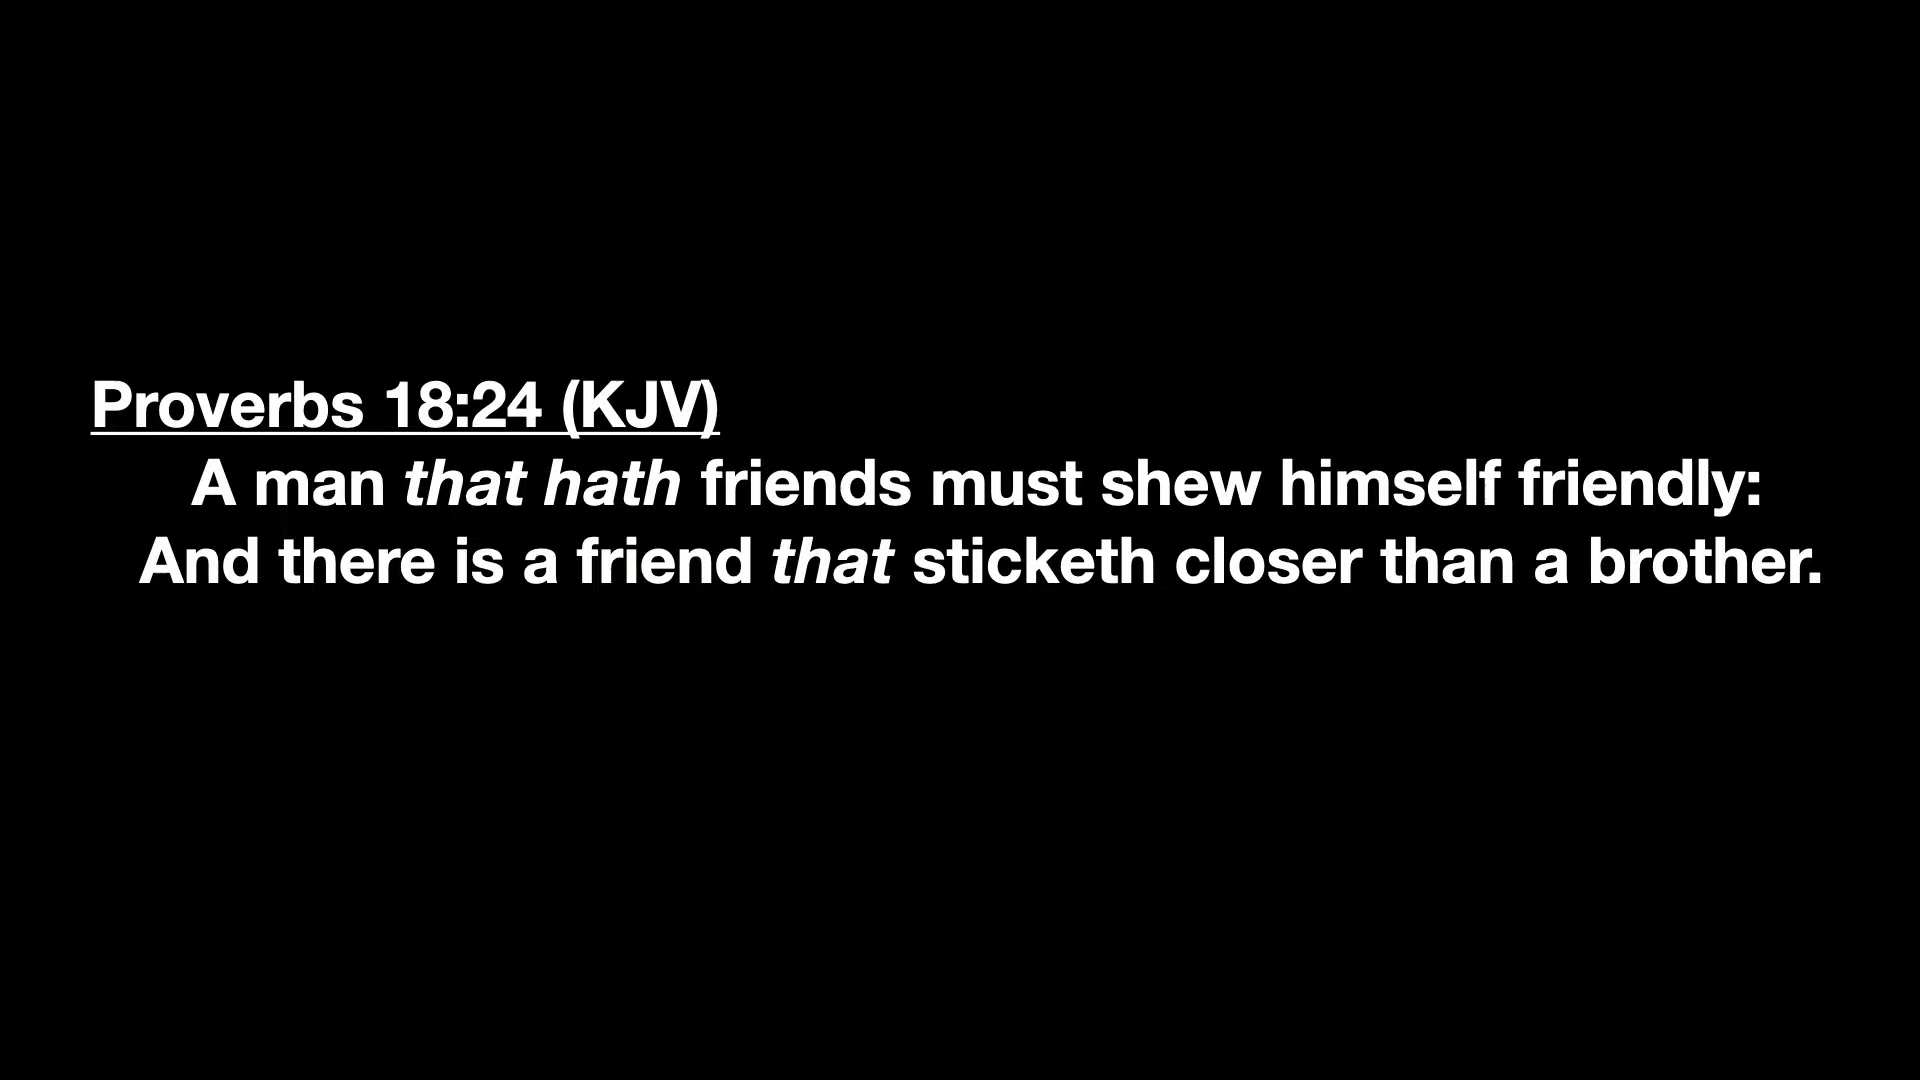 Proverbs 18:24 (KJV)
A man that hath friends must shew himself friendly:
And there is a friend that sticketh closer than a brother.